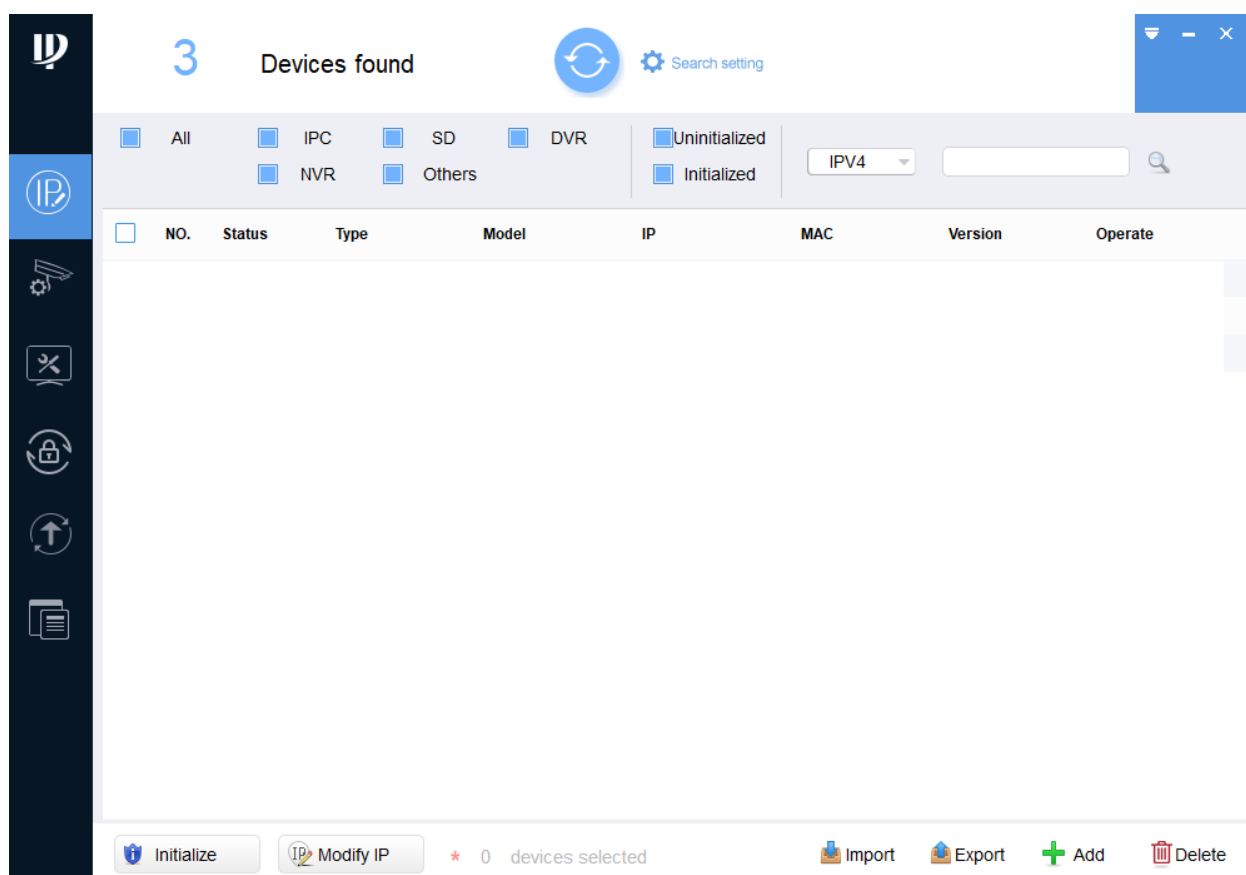 3 Devices found Search setting
All IPC SD DVR Uninitialized
NVR Others Initialized
IPV4
IP
NO. Status Type Model IP MAC Version Operate
Initialize Modify IP * 0 devices selected Import Export Add Delete